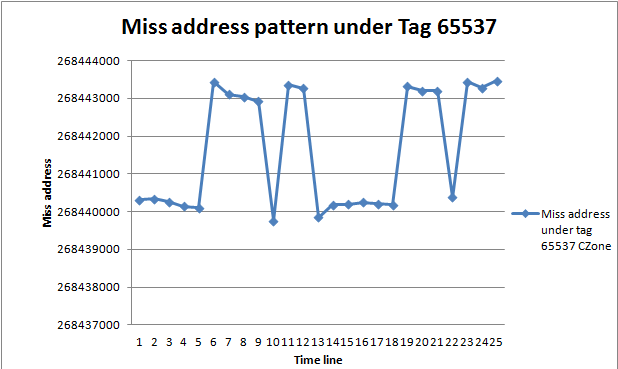 Miss address pattern under Tag 65537
268444000
268443000
268442000
268441000
268440000
268439000
268438000
268437000
Miss address
1 2 3 4 5 6 7 8 9 10 11 12 13 14 15 16 17 18 19 20 21 22 23 24 25
Time line
Miss address
under tag
65537 CZone